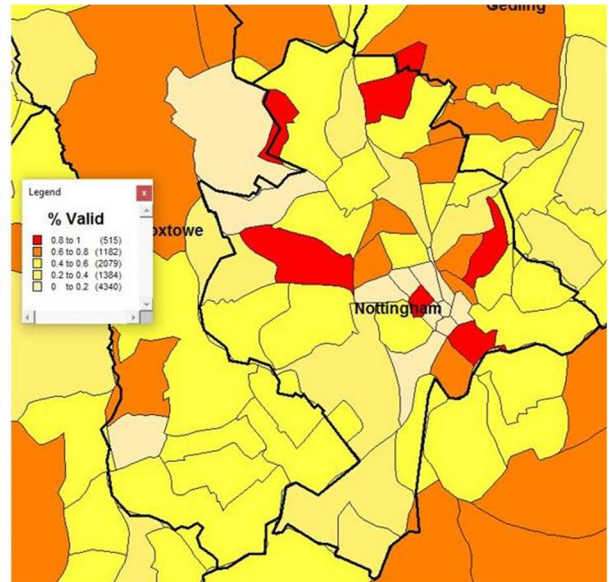 Gedling
Legend
x
% Valid
0.8 to 1 (515)
0.6 to 0.8 (1182)
0.4 to 0.6 (2079)
0.2 to 0.4 (1384)
0 to 0.2 (4340)
oxtowe
Nottingham